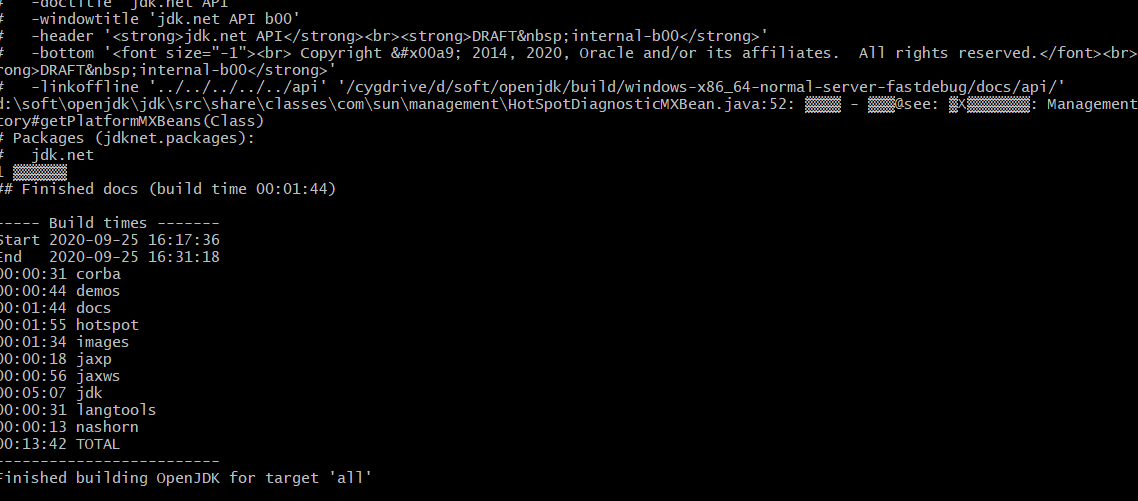 #   -doctitle 'jdk.net API
#   -windowtitle 'jdk.net API b00'
#   -header '<strong>jdk.net API</strong><br><strong>DRAFT&nbsp;internal-b00</strong>'
#   -bottom '<font size="-1"><br> Copyright &#x00a9; 2014, 2020, Oracle and/or its affiliates.  All rights reserved.</font><br>
rong>DRAFT&nbsp;internal-b00</strong>'
#   -linkoffline '../../../../../api' '/cygdrive/d/soft/openjdk/build/windows-x86_64-normal-server-fastdebug/docs/api/'
d:\soft\openjdk\jdk\src\share\classes\com\sun\management\HotSpotDiagnosticMXBean.java:52: ▒▒▒▒ - ▒▒▒@see: ▒X▒▒▒▒▒▒▒: Management
tory#getPlatformMXBeans(Class)
# Packages (jdknet.packages):
#   jdk.net
1 ▒▒▒▒▒▒
## Finished docs (build time 00:01:44)
----- Build times -------
Start 2020-09-25 16:17:36
End   2020-09-25 16:31:18
00:00:31 corba
00:00:44 demos
00:01:44 docs
00:01:55 hotspot
00:01:34 images
00:00:18 jaxp
00:00:56 jaxws
00:05:07 jdk
00:00:31 langtools
00:00:13 nashorn
00:13:42 TOTAL
-------------------------
Finished building OpenJDK for target 'all'